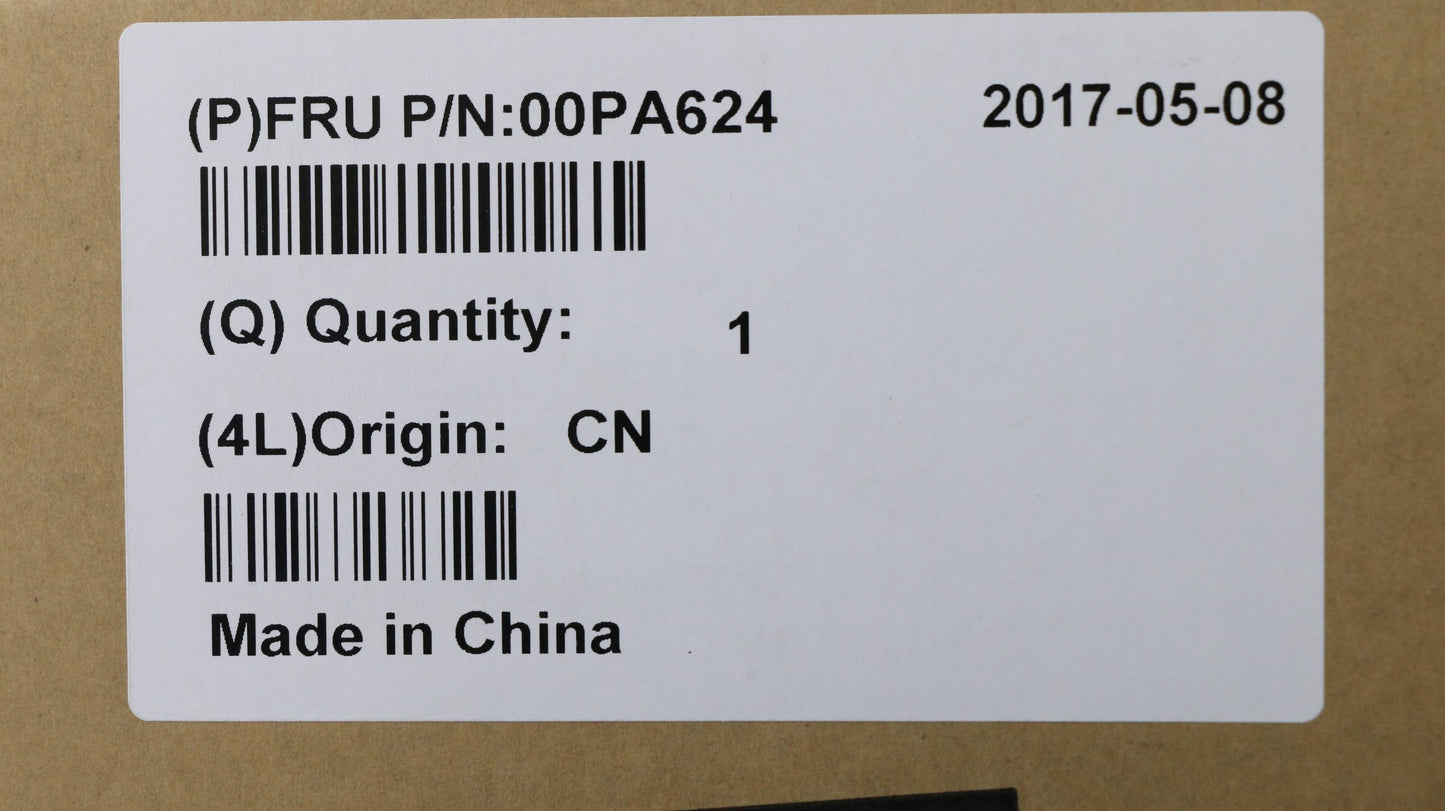 (P)FRU P/N:00PA624 2017-05-08
(Q) Quantity: 1
(4L)Origin: CN
Made in China